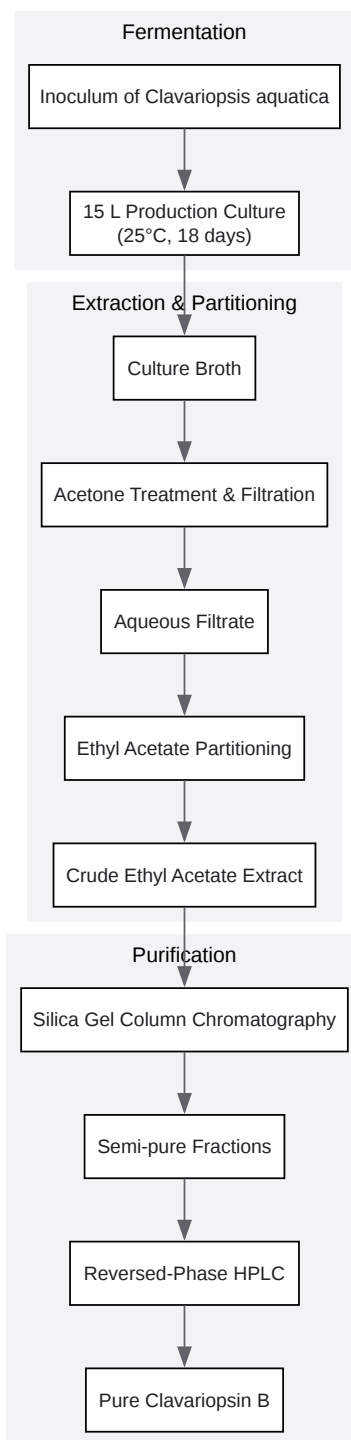 Fermentation
Inoculum of Clavariopsis aquatica
15 L Production Culture
(25°C, 18 days)
Extraction & Partitioning
Culture Broth
Acetone Treatment & Filtration
Aqueous Filtrate
Ethyl Acetate Partitioning
Crude Ethyl Acetate Extract
Purification
Silica Gel Column Chromatography
Semi-pure Fractions
Reversed-Phase HPLC
Pure Clavariopsin B